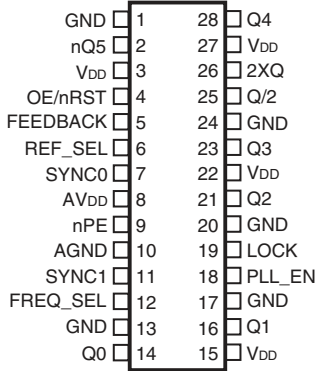 GND 1 28 Q4
nQ5 2 27 VDD
VDD 3 26 2XQ
OE/nRST 4 25 Q/2
FEEDBACK 5 24 GND
REF_SEL 6 23 Q3
SYNC0 7 22 VDD
AVDD 8 21 Q2
nPE 9 20 GND
AGND 10 19 LOCK
SYNC1 11 18 PLL_EN
FREQ_SEL 12 17 GND
GND 13 16 Q1
Q0 14 15 VDD